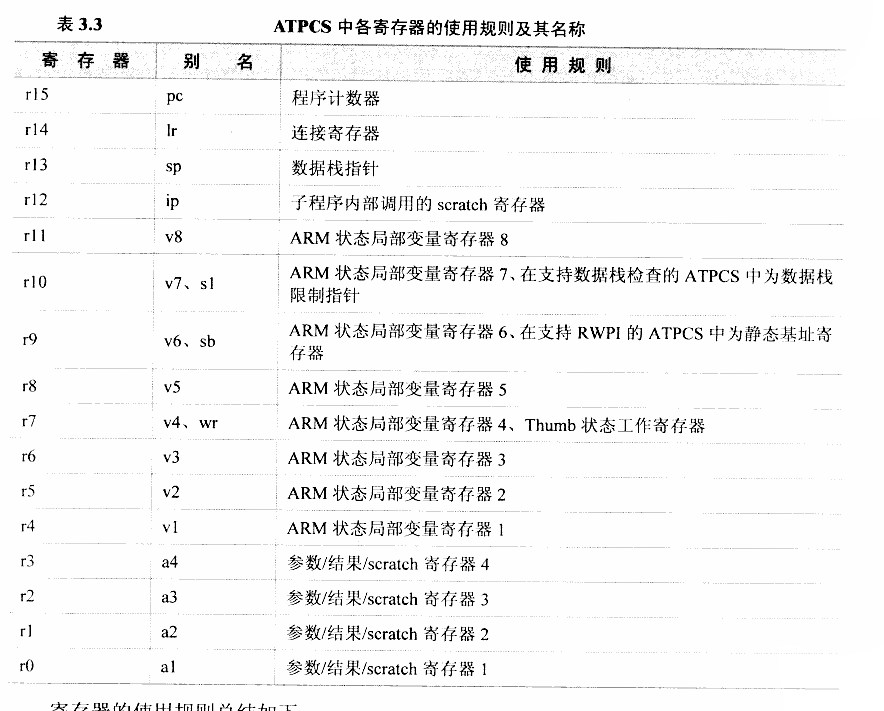 表 3.3 ATPCS 中各寄存器的使用规则及其名称
寄 存 器 别 名 使 用 规 则
r15 pc 程序计数器
r14 lr 连接寄存器
r13 sp 数据栈指针
r12 ip 子程序内部调用的 scratch 寄存器
r11 v8 ARM 状态局部变量寄存器 8
r10 v7、s1 ARM 状态局部变量寄存器 7、在支持数据栈检查的 ATPCS 中为数据栈
限制指针
r9 v6、sb ARM 状态局部变量寄存器 6、在支持 RWPI 的 ATPCS 中为静态基址寄
存器
r8 v5 ARM 状态局部变量寄存器 5
r7 v4、wr ARM 状态局部变量寄存器 4、Thumb 状态工作寄存器
r6 v3 ARM 状态局部变量寄存器 3
r5 v2 ARM 状态局部变量寄存器 2
r4 v1 ARM 状态局部变量寄存器 1
r3 a4 参数/结果/scratch 寄存器 4
r2 a3 参数/结果/scratch 寄存器 3
r1 a2 参数/结果/scratch 寄存器 2
r0 a1 参数/结果/scratch 寄存器 1
寄存器的使用规则总结如下